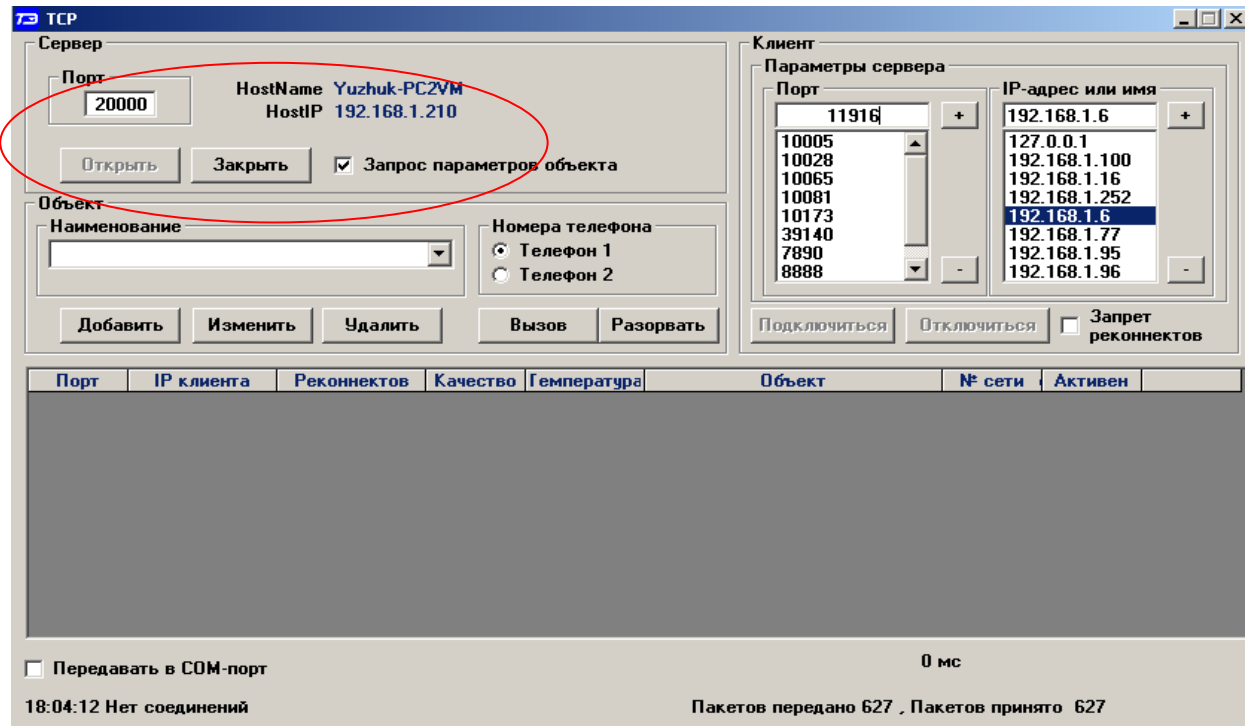 ТЭ TCP
Сервер
Порт
20000
HostName Yuzhuk-PC2VM
HostIP 192.168.1.210
Открыть Закрыть Запрос параметров объекта
Объект
Наименование
Номера телефона
Телефон 1
Телефон 2
Добавить Изменить Удалить Вызов Разорвать
Клиент
Параметры сервера
Порт
11916 +
10005
10028
10065
10081
10173
39140
7890
8888
-
IP-адрес или имя
192.168.1.6 +
127.0.0.1
192.168.1.100
192.168.1.16
192.168.1.252
192.168.1.6
192.168.1.77
192.168.1.95
192.168.1.96
-
Подключиться Отключиться Запрет
реконнектов
Порт IP клиента Реконнектов Качество Температура Объект № сети Активен
Передавать в COM-порт
0 мс
18:04:12 Нет соединений
Пакетов передано 627 , Пакетов принято 627